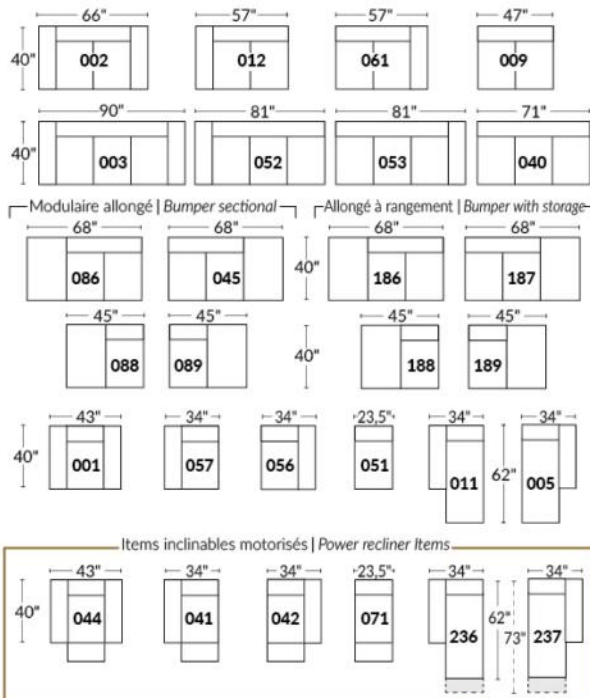 66" 57" 57" 47"
40" 002 012 061 009
90" 81" 81" 71"
40" 003 052 053 040
Modulaire allongé | Bumper sectional Allongé à rangement | Bumper with storage
68" 68" 68" 68"
086 045 40" 186 187
45" 45" 45" 45"
088 089 40" 188 189
43" 34" 34" 23,5" 34" 34"
40" 001 057 056 051 011 62" 005
Items inclinables motorisés | Power recliner Items
43" 34" 34" 23,5" 34" 34"
40" 044 041 042 071 236 62" 73" 237